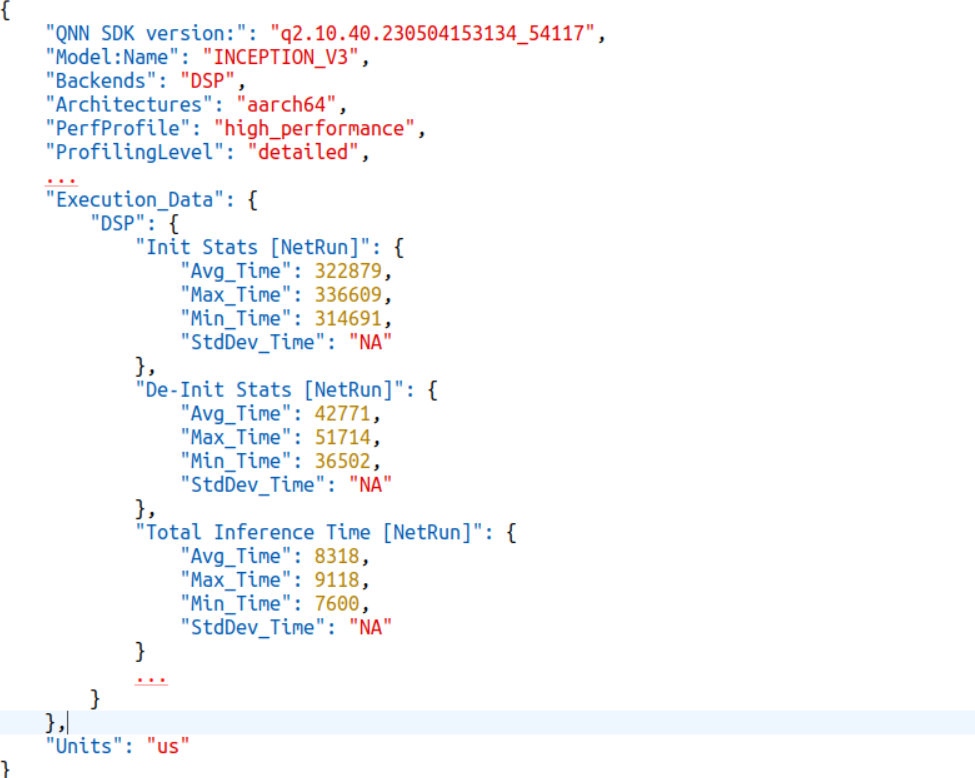 {
    "QNN SDK version:": "q2.10.40.230504153134_54117",
    "Model:Name": "INCEPTION_V3",
    "Backends": "DSP",
    "Architectures": "aarch64",
    "PerfProfile": "high_performance",
    "ProfilingLevel": "detailed",
    ...
    "Execution_Data": {
        "DSP": {
            "Init Stats [NetRun]": {
                "Avg_Time": 322879,
                "Max_Time": 336609,
                "Min_Time": 314691,
                "StdDev_Time": "NA"
            },
            "De-Init Stats [NetRun]": {
                "Avg_Time": 42771,
                "Max_Time": 51714,
                "Min_Time": 36502,
                "StdDev_Time": "NA"
            },
            "Total Inference Time [NetRun]": {
                "Avg_Time": 8318,
                "Max_Time": 9118,
                "Min_Time": 7600,
                "StdDev_Time": "NA"
            }
            ...
        }
    },
    "Units": "us"
}